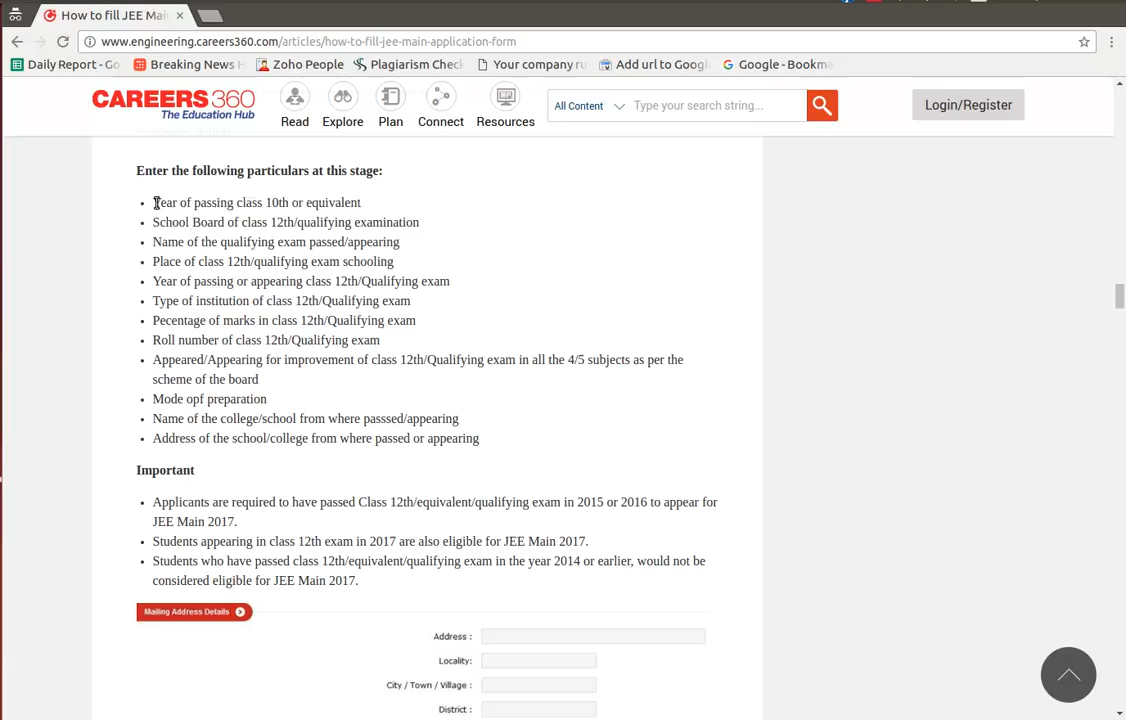 How to fill JEE Mai
www.engineering.careers360.com/articles/how-to-fill-jee-main-application-form
Daily Report - Go Breaking News H Zoho People Plagiarism Check Your company ru Add url to Googl Google - Bookma
CAREERS 360
The Education Hub
Read Explore Plan Connect Resources
All Content Type your search string...
Login/Register
Enter the following particulars at this stage:
• Year of passing class 10th or equivalent
• School Board of class 12th/qualifying examination
• Name of the qualifying exam passed/appearing
• Place of class 12th/qualifying exam schooling
• Year of passing or appearing class 12th/Qualifying exam
• Type of institution of class 12th/Qualifying exam
• Pecentage of marks in class 12th/Qualifying exam
• Roll number of class 12th/Qualifying exam
• Appeared/Appearing for improvement of class 12th/Qualifying exam in all the 4/5 subjects as per the
scheme of the board
• Mode opf preparation
• Name of the college/school from where passsed/appearing
• Address of the school/college from where passed or appearing
Important
• Applicants are required to have passed Class 12th/equivalent/qualifying exam in 2015 or 2016 to appear for
JEE Main 2017.
• Students appearing in class 12th exam in 2017 are also eligible for JEE Main 2017.
• Students who have passed class 12th/equivalent/qualifying exam in the year 2014 or earlier, would not be
considered eligible for JEE Main 2017.
Mailing Address Details
Address :
Locality:
City / Town / Village :
District :